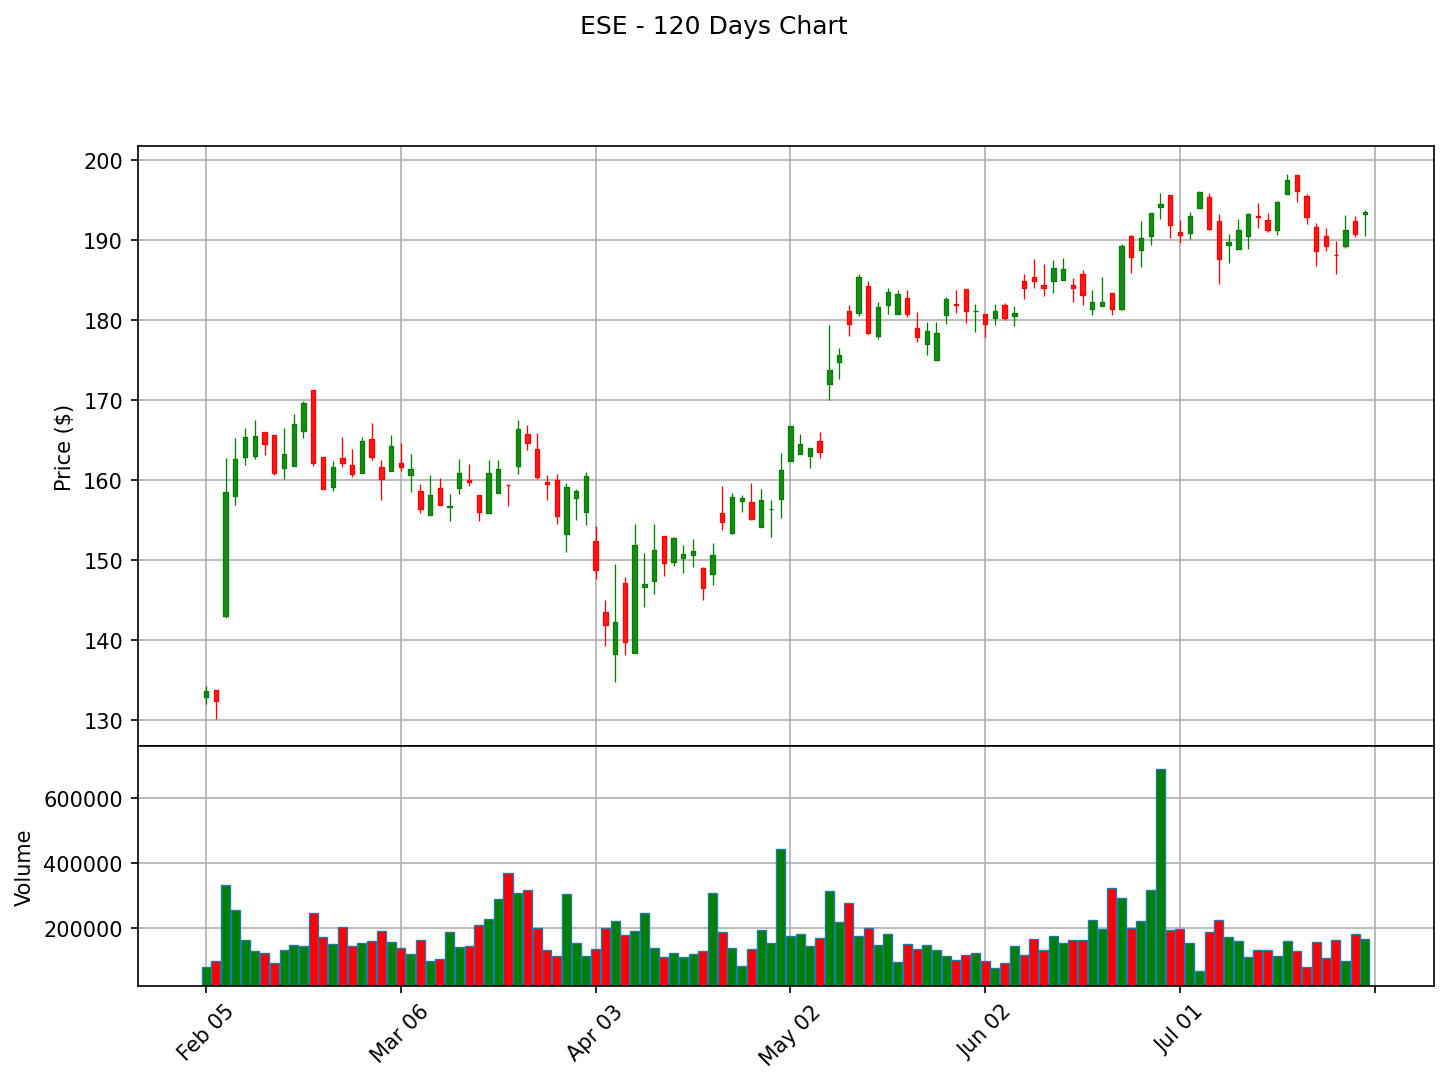 ESE - 120 Days Chart
200
190
180
170
160
150
140
130
Price ($)
600000
400000
200000
Volume
Feb 05
Mar 06
Apr 03
May 02
Jun 02
Jul 01